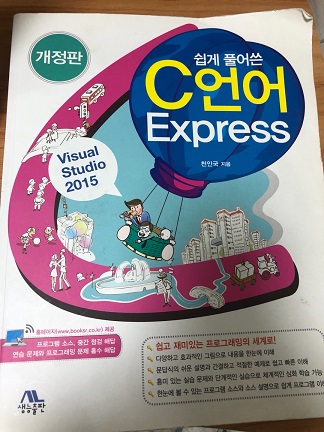 개정판
쉽게 풀어쓴
C언어
Express
천인국 지음
Visual
Studio
2015
홈페이지(www.booksr.co.kr) 제공
프로그램 소스, 중간 점검 해답
연습 문제와 프로그래밍 문제 홀수 해답
쉽고 재미있는 프로그래밍의 세계로!
다양하고 효과적인 그림으로 내용을 한눈에 이해
문답식의 쉬운 설명과 간결하고 적절한 예제로 쉽고 빠른 이해
흥미 있는 실습 문제와 단계적인 실습으로 체계적인 심화 학습 가능
한눈에 볼 수 있는 프로그램 소스와 소스 설명으로 쉽게 프로그램 이해
생능출판